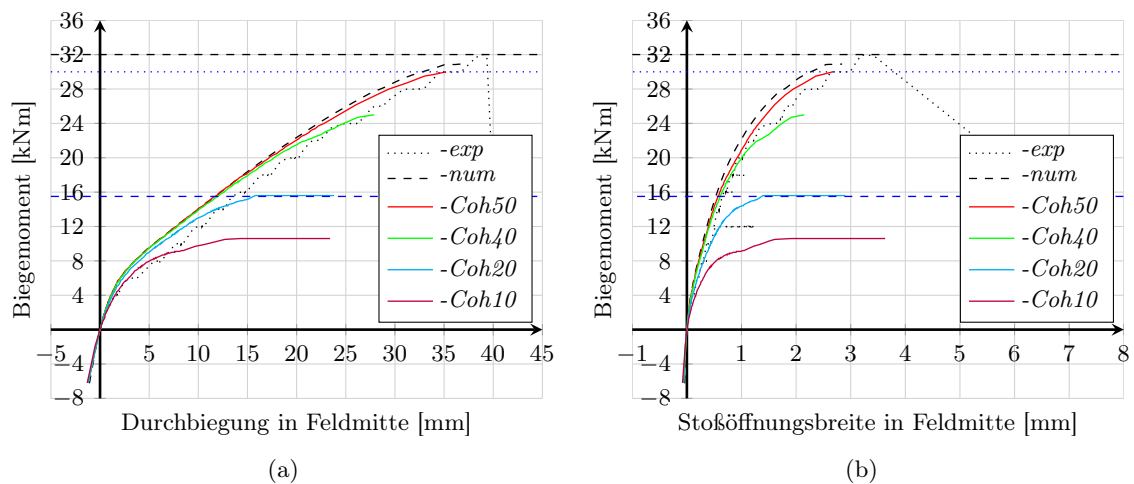 36
32
28
24
20
16
12
8
4
−4
−8
−5
5
10
15
20
25
30
35
40
45
Biegemoment [kNm]
Durchbiegung in Feldmitte [mm]
-exp
-num
-Coh50
-Coh40
-Coh20
-Coh10
(a)
36
32
28
24
20
16
12
8
4
−4
−8
−1
1
2
3
4
5
6
7
8
Biegemoment [kNm]
Stoßöffnungsbreite in Feldmitte [mm]
-exp
-num
-Coh50
-Coh40
-Coh20
-Coh10
(b)